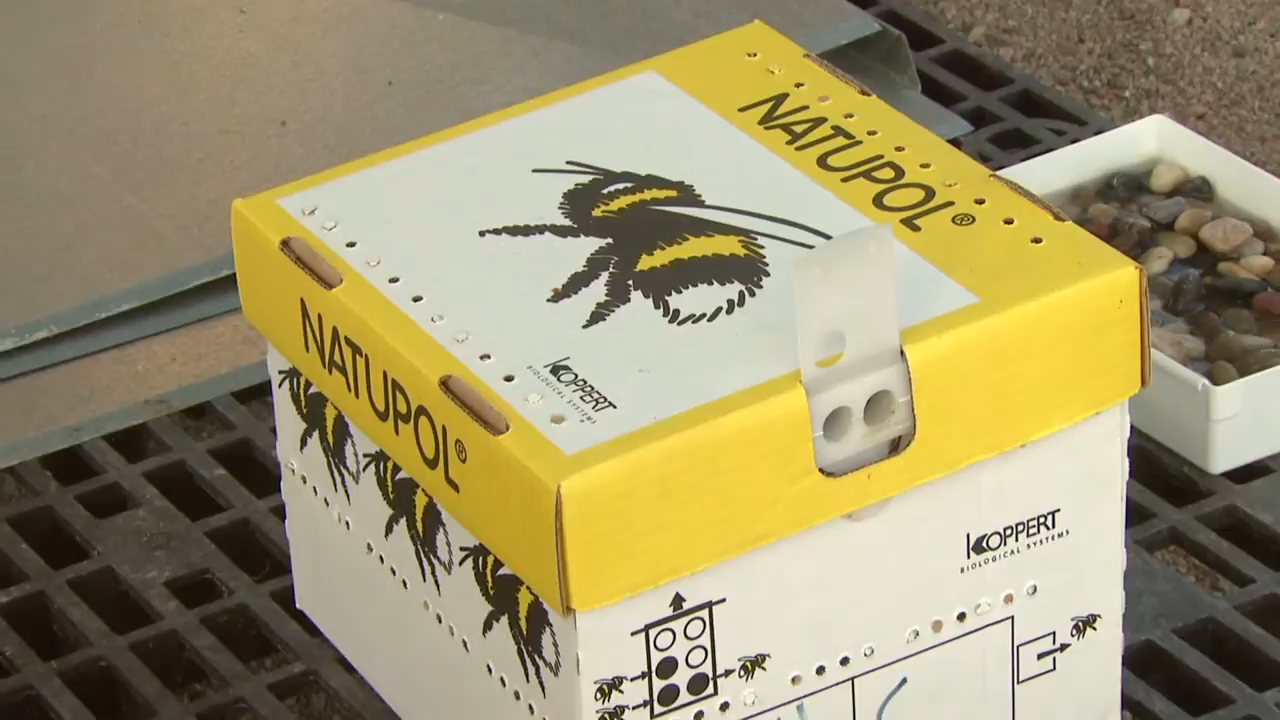 NATUPOL®
KOPPERT
BIOLOGICAL SYSTEMS
NATUPOL®
KOPPERT
BIOLOGICAL SYSTEMS